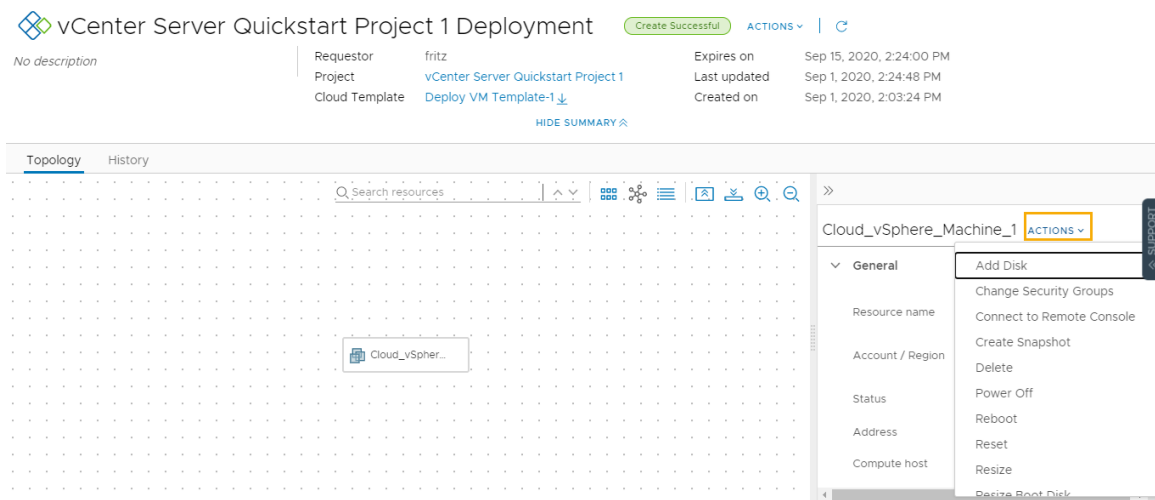 vCenter Server Quickstart Project 1 Deployment Create Successful ACTIONS
No description
Requestor fritz Expires on Sep 15, 2020, 2:24:00 PM
Project vCenter Server Quickstart Project 1 Last updated Sep 1, 2020, 2:24:48 PM
Cloud Template Deploy VM Template-1 Created on Sep 1, 2020, 2:03:24 PM
HIDE SUMMARY
Topology History
Search resources
Cloud_vSpher...
Cloud_vSphere_Machine_1 ACTIONS
General
Resource name
Account / Region
Status
Address
Compute host
Add Disk
Change Security Groups
Connect to Remote Console
Create Snapshot
Delete
Power Off
Reboot
Reset
Resize
Resize Boot Disk
SUPPORT